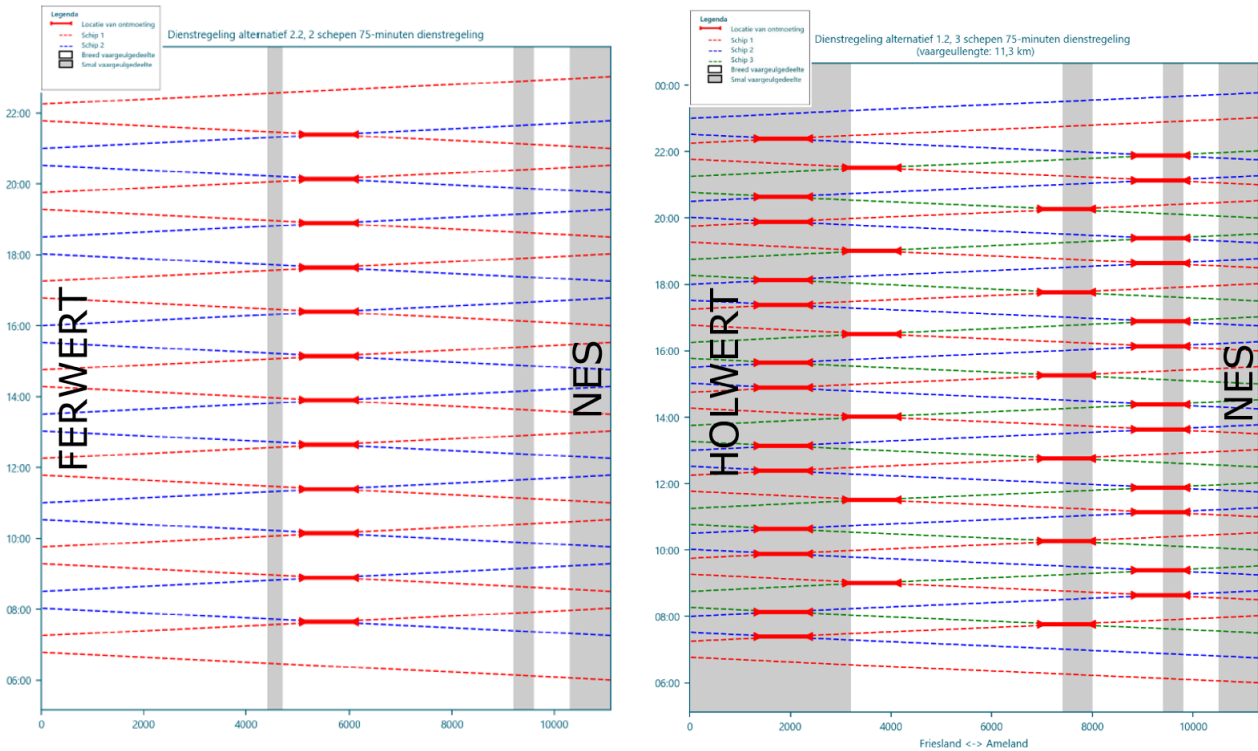 Legenda
Locatie van ontmoeting
Schip 1
Schip 2
Breed vaargeulgedeelte
Smal vaargeulgedeelte
Dienstregeling alternatief 2.2, 2 schepen 75-minuten dienstregeling
22:00
20:00
18:00
16:00
14:00
12:00
10:00
08:00
06:00
FERWERT
NES
0
2000
4000
6000
8000
10000
Legenda
Locatie van ontmoeting
Schip 1
Schip 2
Schip 3
Breed vaargeulgedeelte
Smal vaargeulgedeelte
Dienstregeling alternatief 1.2, 3 schepen 75-minuten dienstregeling
(vaargeullengte: 11,3 km)
00:00
22:00
20:00
18:00
16:00
14:00
12:00
10:00
08:00
06:00
HOLWERT
NES
0
2000
4000
6000
8000
10000
Friesland <-> Ameland